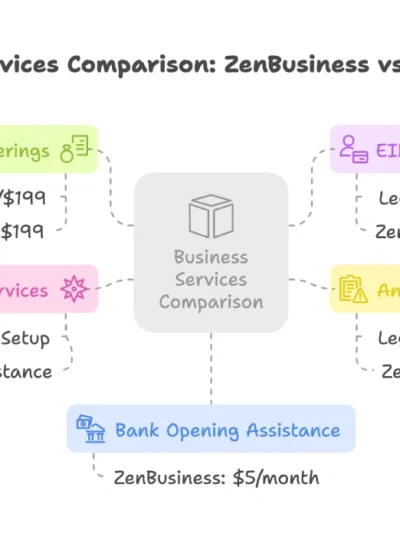 vices Comparison: ZenBusiness vs
erings
EI
/$199
Le
$199
Zen
Business
Services
Comparison
rvices
An
Setup
Leg
stance
Ze
Bank Opening Assistance
ZenBusiness: $5/month